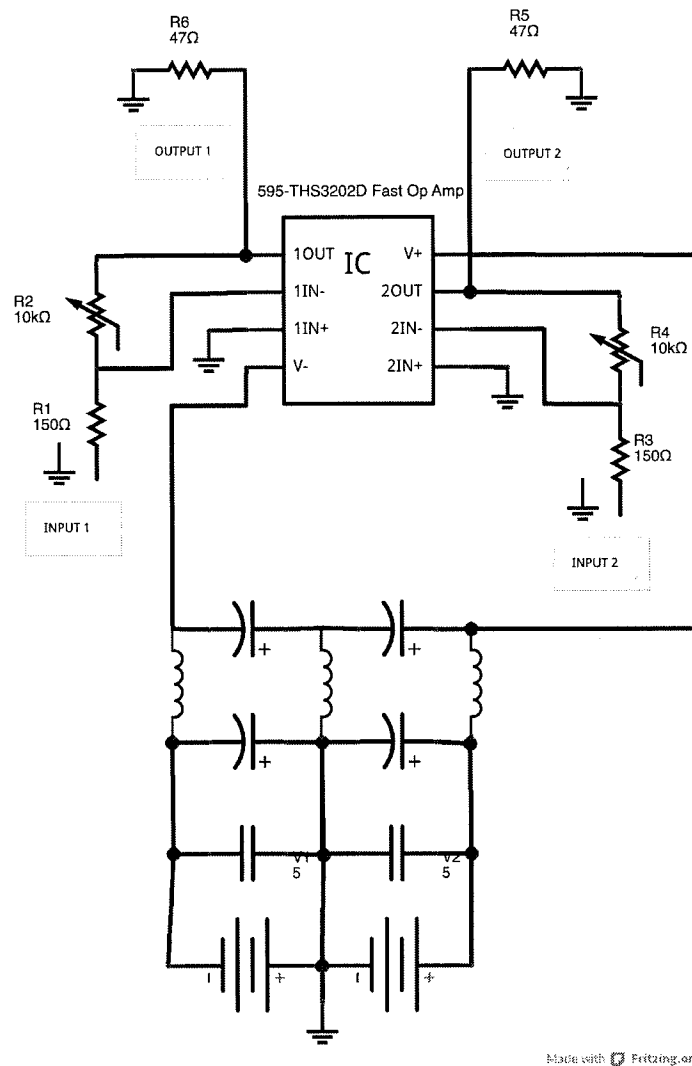 R6
47Ω
R5
47Ω
OUTPUT 1
OUTPUT 2
595-THS3202D Fast Op Amp
1OUT
IC
V+
1IN-
2OUT
1IN+
2IN-
V-
2IN+
R2
10kΩ
R4
10kΩ
R1
150Ω
R3
150Ω
INPUT 1
INPUT 2
+
+
+
+
V1
5
V2
5
-
+
-
+
Made with Fritzing.or